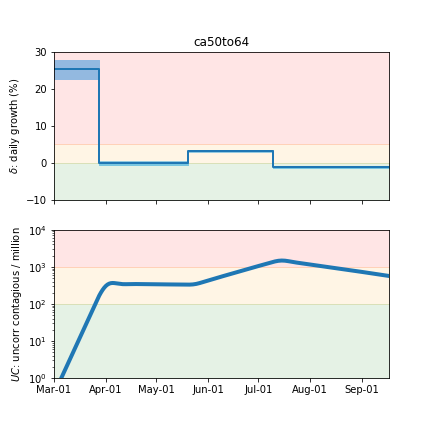 ca50to64
δ: daily growth (%)
30
20
10
0
−10
UC: uncorr contagious / million
10⁴
10³
10²
10¹
10⁰
Mar-01 Apr-01 May-01 Jun-01 Jul-01 Aug-01 Sep-01